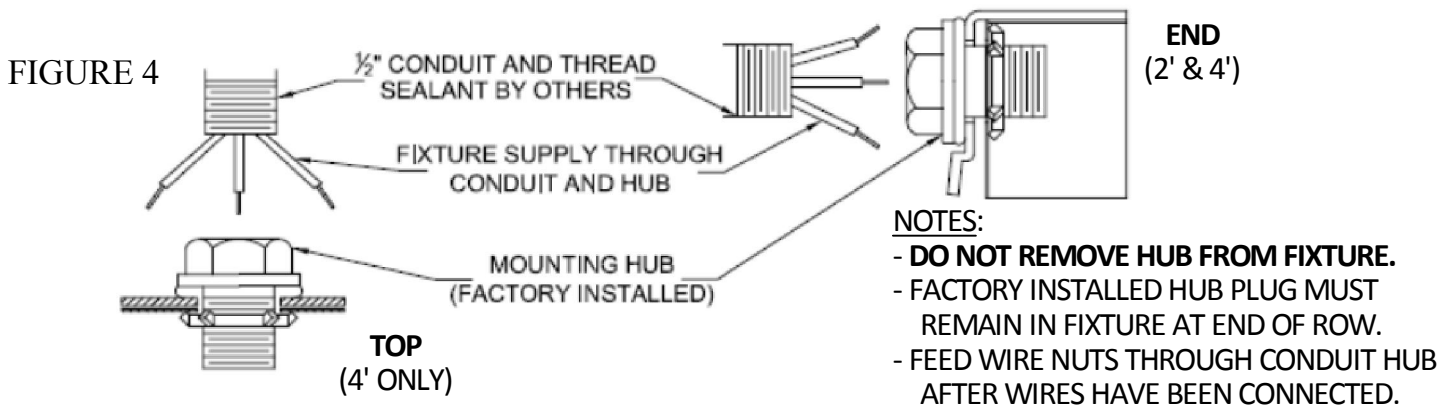 FIGURE 4
½" CONDUIT AND THREAD
SEALANT BY OTHERS
FIXTURE SUPPLY THROUGH
CONDUIT AND HUB
MOUNTING HUB
(FACTORY INSTALLED)
TOP
(4' ONLY)
END
(2' & 4')
NOTES:
- DO NOT REMOVE HUB FROM FIXTURE.
- FACTORY INSTALLED HUB PLUG MUST
REMAIN IN FIXTURE AT END OF ROW.
- FEED WIRE NUTS THROUGH CONDUIT HUB
AFTER WIRES HAVE BEEN CONNECTED.